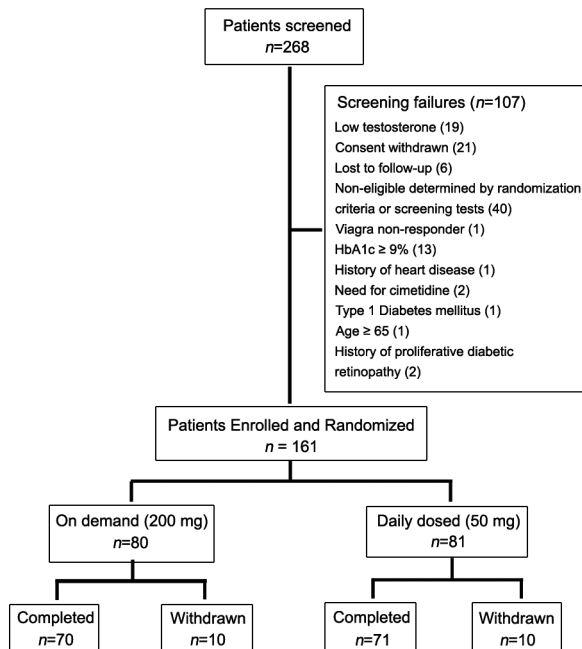 Patients screened
n=268
Screening failures (n=107)
Low testosterone (19)
Consent withdrawn (21)
Lost to follow-up (6)
Non-eligible determined by randomization
criteria or screening tests (40)
Viagra non-responder (1)
HbA1c ≥ 9% (13)
History of heart disease (1)
Need for cimetidine (2)
Type 1 Diabetes mellitus (1)
Age ≥ 65 (1)
History of proliferative diabetic
retinopathy (2)
Patients Enrolled and Randomized
n = 161
On demand (200 mg)
n=80
Daily dosed (50 mg)
n=81
Completed
n=70
Withdrawn
n=10
Completed
n=71
Withdrawn
n=10